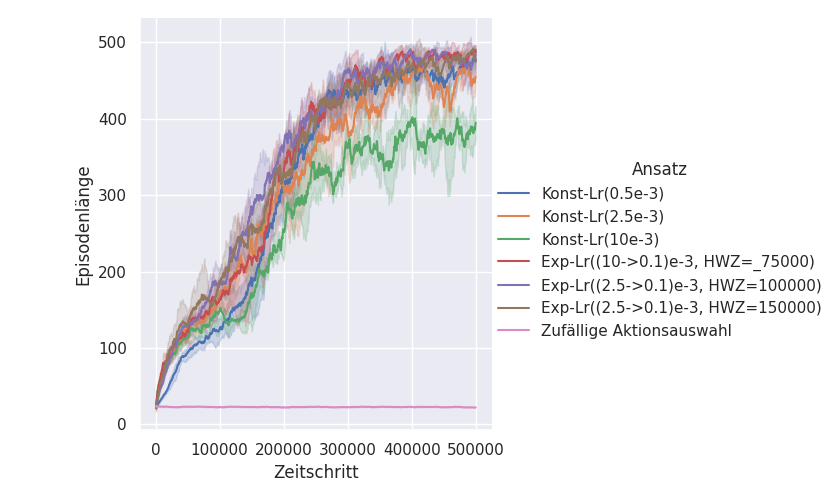 500
400
300
200
100
0
Episodenlänge
0 100000 200000 300000 400000 500000
Zeitschritt
Ansatz
Konst-Lr(0.5e-3)
Konst-Lr(2.5e-3)
Konst-Lr(10e-3)
Exp-Lr((10->0.1)e-3, HWZ=_75000)
Exp-Lr((2.5->0.1)e-3, HWZ=100000)
Exp-Lr((2.5->0.1)e-3, HWZ=150000)
Zufällige Aktionsauswahl